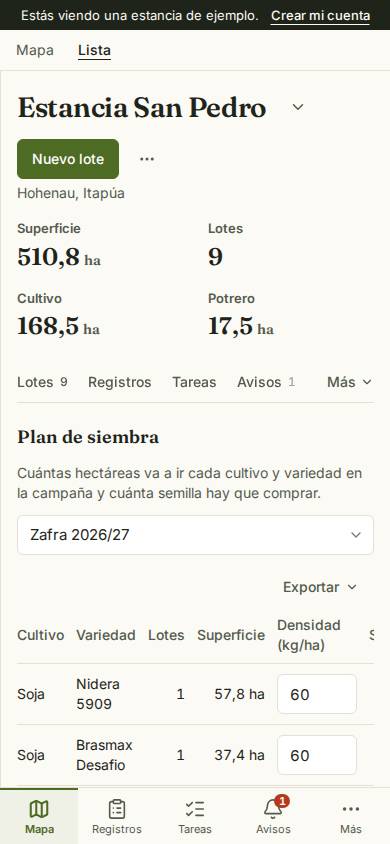 Estás viendo una estancia de ejemplo. Crear mi cuenta
Mapa Lista
Estancia San Pedro
Nuevo lote
Hohenau, Itapúa
Superficie Lotes
510,8 ha 9
Cultivo Potrero
168,5 ha 17,5 ha
Lotes 9 Registros Tareas Avisos 1 Más
Plan de siembra
Cuántas hectáreas va a ir cada cultivo y variedad en
la campaña y cuánta semilla hay que comprar.
Zafra 2026/27
Exportar
Cultivo Variedad Lotes Superficie Densidad
(kg/ha)
Soja Nidera 5909 1 57,8 ha 60
Soja Brasmax Desafio 1 37,4 ha 60
1
Mapa Registros Tareas Avisos Más